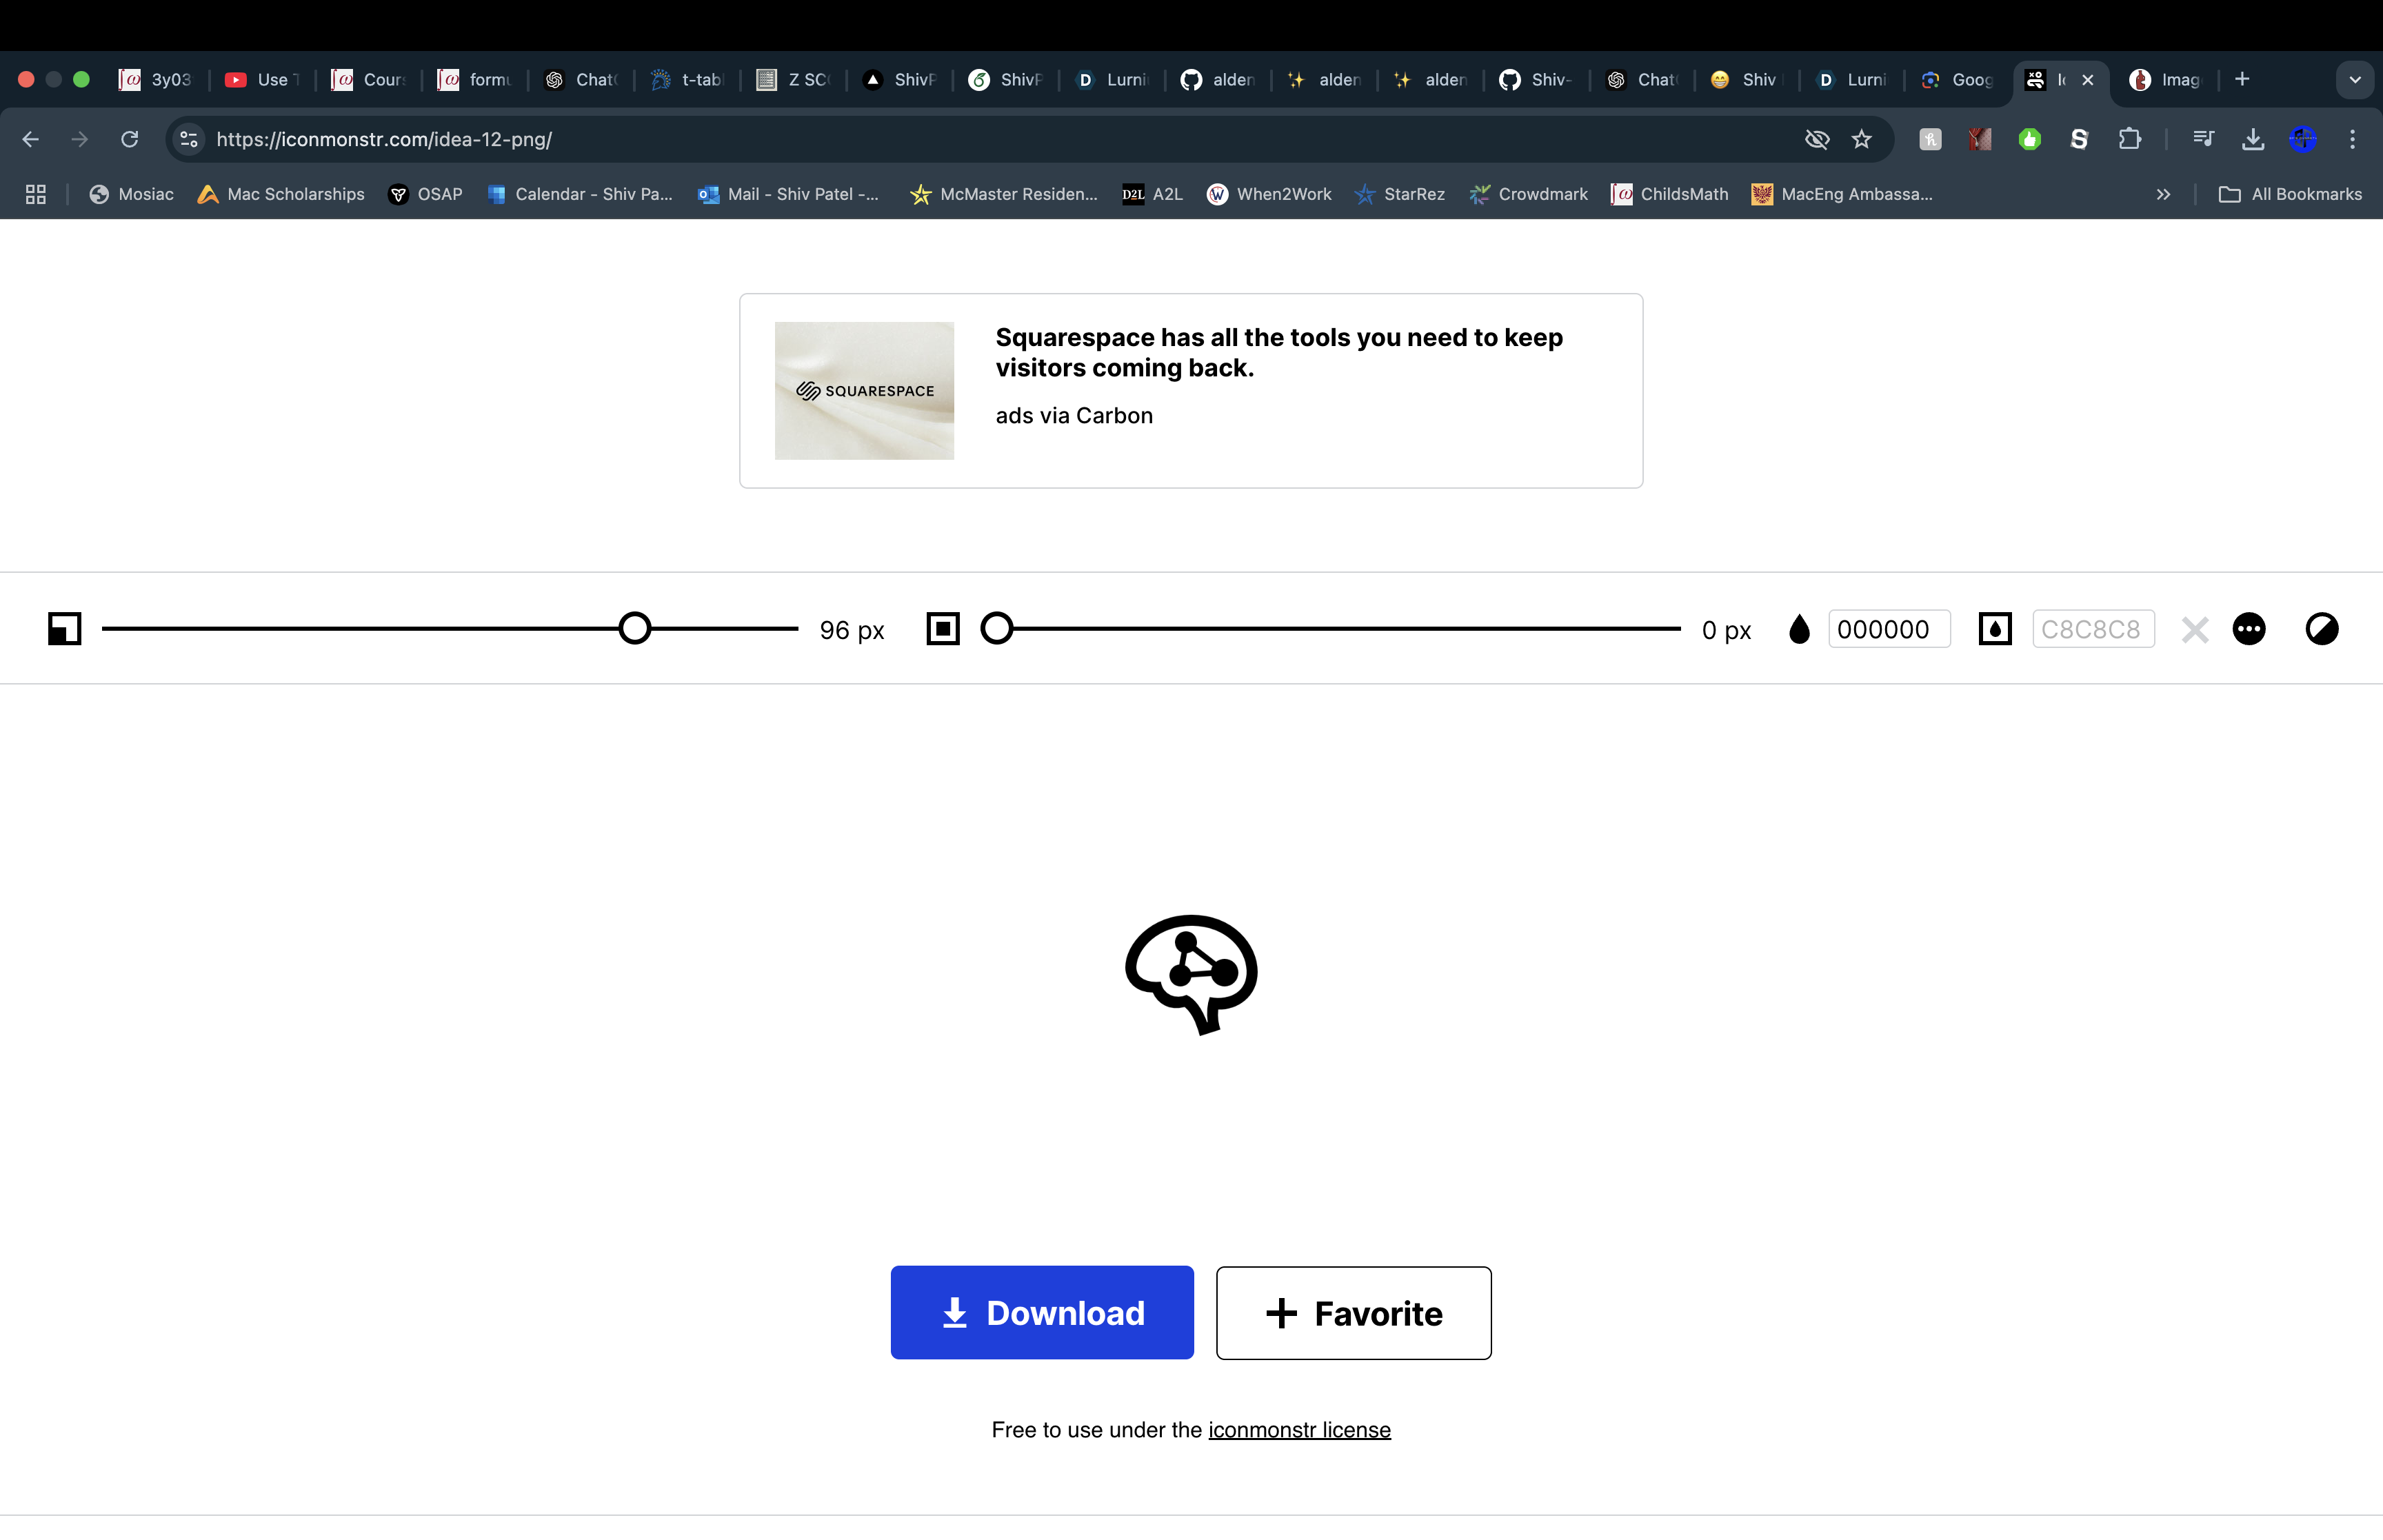 3y03 Use Cours formu Chat t-tab Z SC ShivP ShivP Lurni alden alden alden Shiv- Chat Shiv Lurni Goog Ic Imag
https://iconmonstr.com/idea-12-png/
Mosiac Mac Scholarships OSAP Calendar - Shiv Pa... Mail - Shiv Patel -... McMaster Residen... D2L A2L When2Work StarRez Crowdmark ChildsMath MacEng Ambassa... All Bookmarks
Squarespace has all the tools you need to keep
visitors coming back.
SQUARESPACE
ads via Carbon
96 px 0 px 000000 C8C8C8
Download Favorite
Free to use under the iconmonstr license